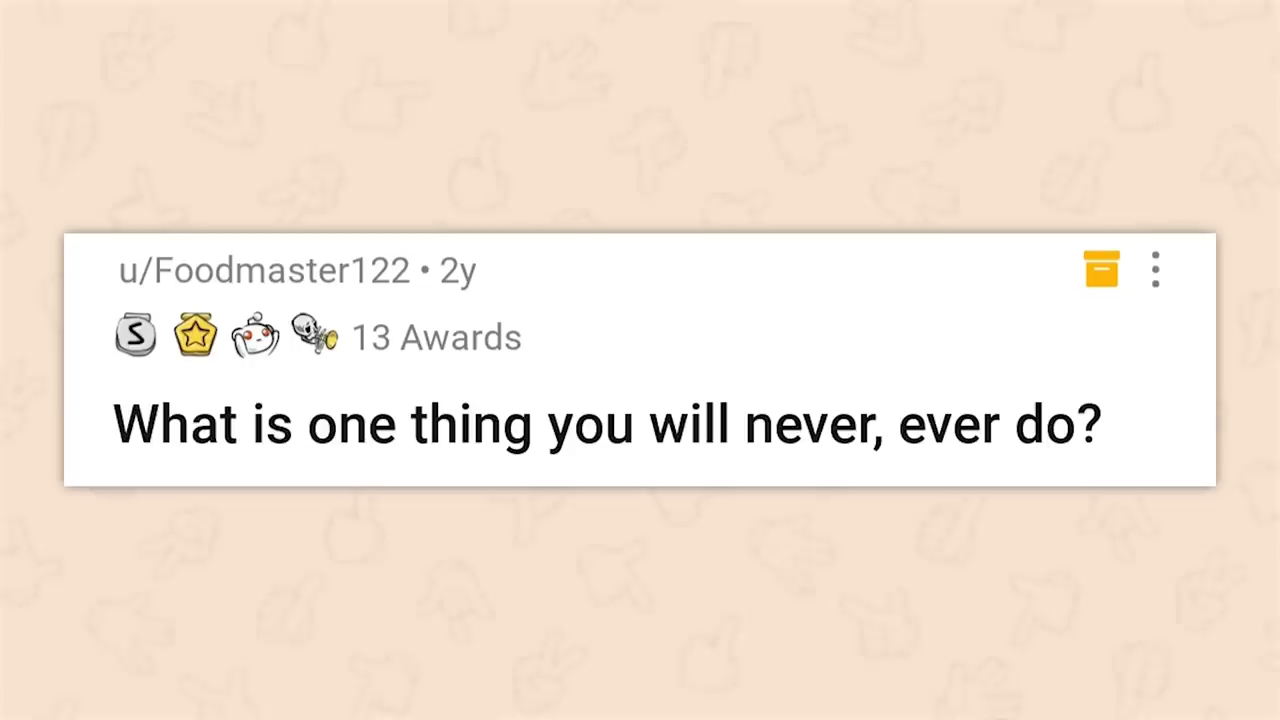 u/Foodmaster122 • 2y
S 13 Awards
What is one thing you will never, ever do?